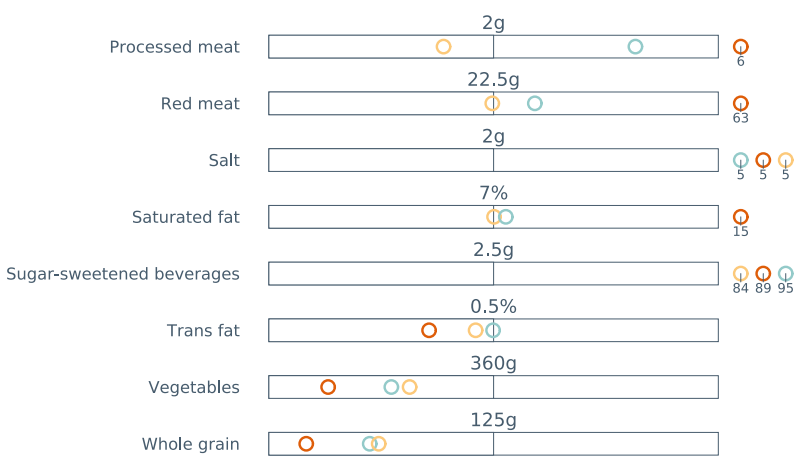 2g
Processed meat
6
22.5g
Red meat
63
2g
Salt
5 5 5
7%
Saturated fat
15
2.5g
Sugar-sweetened beverages
84 89 95
0.5%
Trans fat
360g
Vegetables
125g
Whole grain